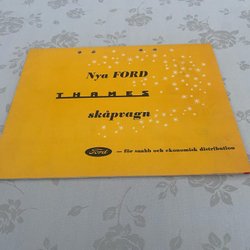 Nya FORD
THAMES
skåpvagn
Ford
— för snabb och ekonomisk distribution